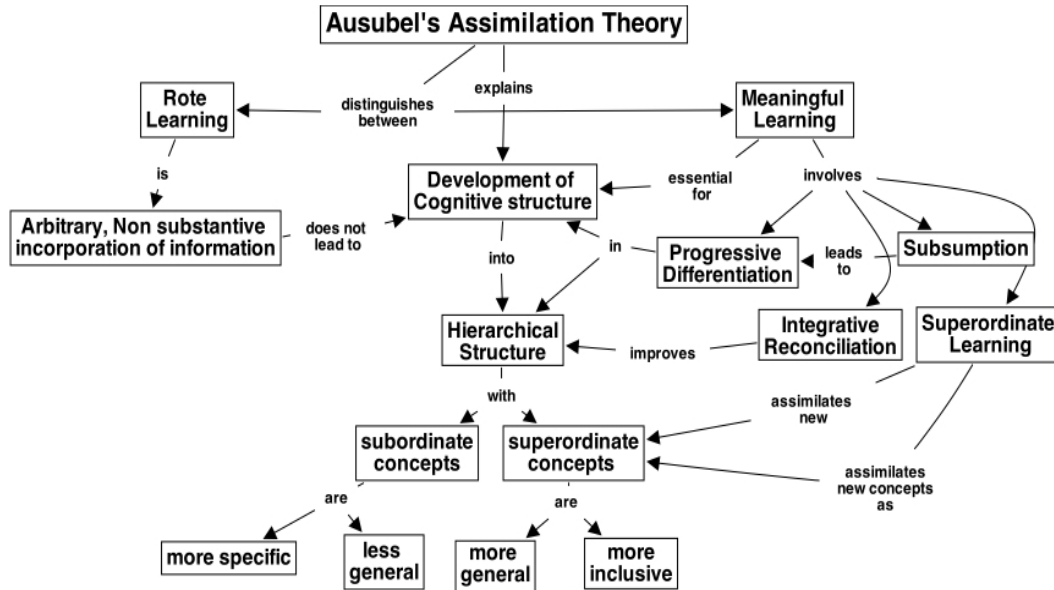 Ausubel's Assimilation Theory
explains
Rote
Learning
distinguishes
between
Meaningful
Learning
is
essential
for
involves
Development of
Cognitive structure
Arbitrary, Non substantive
incorporation of information
does not
lead to
into
in
Progressive
Differentiation
leads
to
Subsumption
Hierarchical
Structure
improves
Integrative
Reconciliation
Superordinate
Learning
with
assimilates
new
subordinate
concepts
superordinate
concepts
assimilates
new concepts
as
are
are
more specific
less
general
more
general
more
inclusive